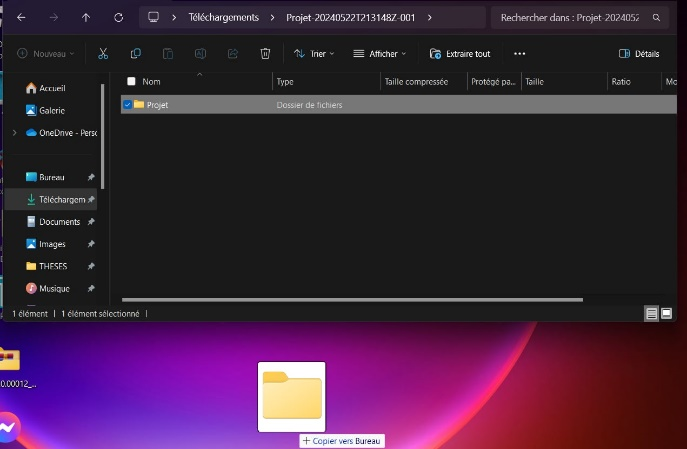 Téléchargements > Projet-20240522T213148Z-001 >
Rechercher dans : Projet-2024052
Nouveau
Trier
Afficher
Extraire tout
Détails
Nom Type Taille compressée Protégé pa... Taille Ratio Mo
Projet Dossier de fichiers
Accueil
Galerie
OneDrive - Perso
Bureau
Téléchargem
Documents
Images
THESES
Musique
1 élément 1 élément sélectionné
0.00012_...
+ Copier vers Bureau